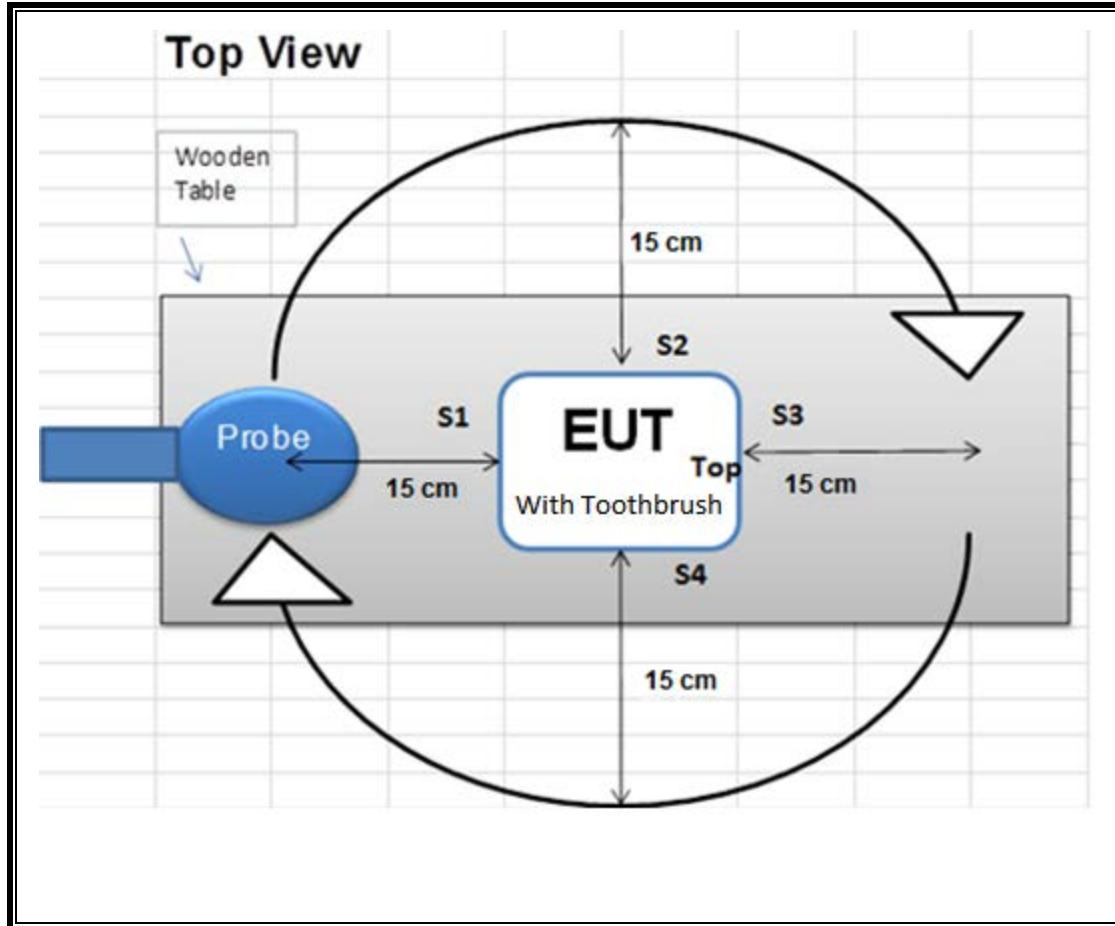 Top View
Wooden
Table
15 cm
S2
S1
S3
Probe
EUT
Top
15 cm
15 cm
With Toothbrush
S4
15 cm